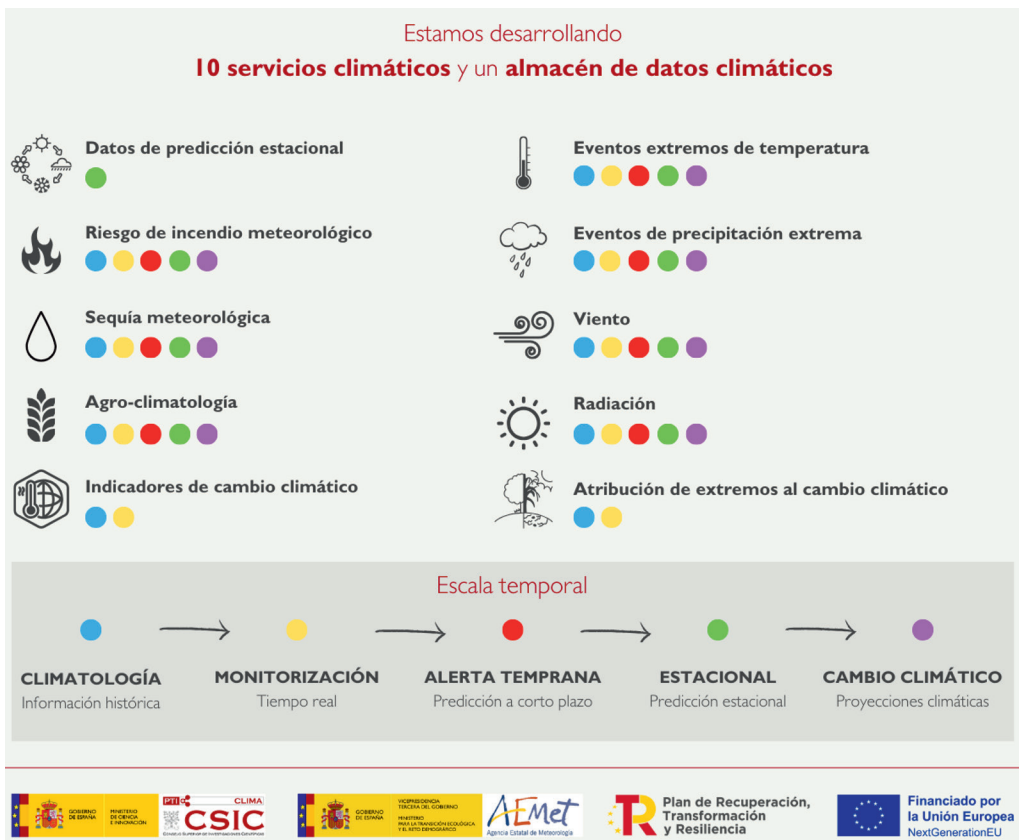 Estamos desarrollando
10 servicios climáticos y un almacén de datos climáticos
Datos de predicción estacional
Riesgo de incendio meteorológico
Sequía meteorológica
Agro-climatología
Indicadores de cambio climático
Eventos extremos de temperatura
Eventos de precipitación extrema
Viento
Radiación
Atribución de extremos al cambio climático
Escala temporal
CLIMATOLOGÍA
Información histórica
MONITORIZACIÓN
Tiempo real
ALERTA TEMPRANA
Predicción a corto plazo
ESTACIONAL
Predicción estacional
CAMBIO CLIMÁTICO
Proyecciones climáticas
GOBIERNO
DE ESPAÑA
MINISTERIO
DE CIENCIA
E INNOVACIÓN
PTI CLIMA
CSIC
CONSEJO SUPERIOR DE INVESTIGACIONES CIENTÍFICAS
GOBIERNO
DE ESPAÑA
VICEPRESIDENCIA
TERCERA DEL GOBIERNO
MINISTERIO
PARA LA TRANSICIÓN ECOLÓGICA
Y EL RETO DEMOGRÁFICO
AEMet
Agencia Estatal de Meteorología
Plan de Recuperación,
Transformación
y Resiliencia
Financiado por
la Unión Europea
NextGenerationEU